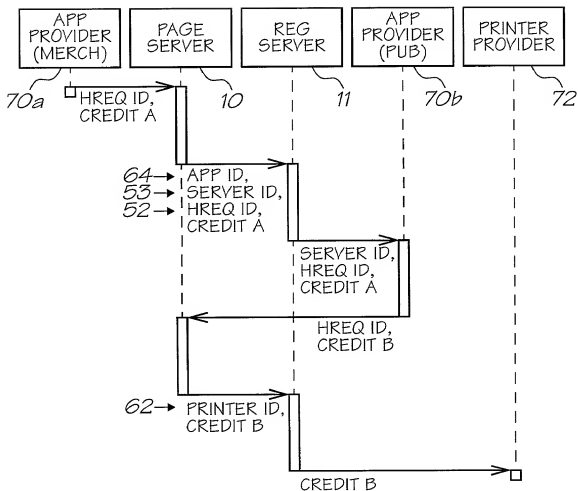 APP
PROVIDER
(MERCH)
PAGE
SERVER
REG
SERVER
APP
PROVIDER
(PUB)
PRINTER
PROVIDER
70a
10
11
70b
72
HREQ ID,
CREDIT A
64
APP ID,
53
SERVER ID,
52
HREQ ID,
CREDIT A
SERVER ID,
HREQ ID,
CREDIT A
HREQ ID,
CREDIT B
62
PRINTER ID,
CREDIT B
CREDIT B